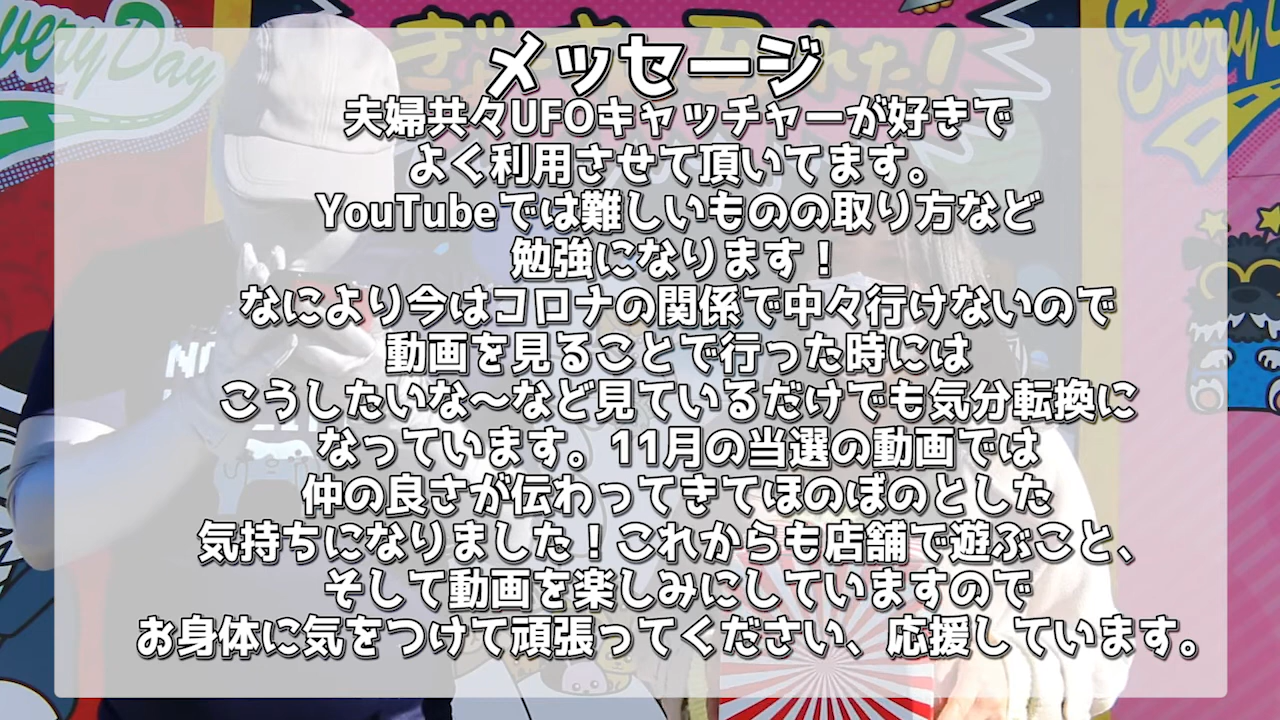 メッセージ
夫婦共々UFOキャッチャーが好きで
よく利用させて頂いてます。
YouTubeでは難しいものの取り方など
勉強になります！
なにより今はコロナの関係で中々行けないので
動画を見ることで行った時には
こうしたいな～など見ているだけでも気分転換に
なっています。11月の当選の動画では
仲の良さが伝わってきてほのぼのとした
気持ちになりました！これからも店舗で遊ぶこと、
そして動画を楽しみにしていますので
お身体に気をつけて頑張ってください、応援しています。
Every Day
Every